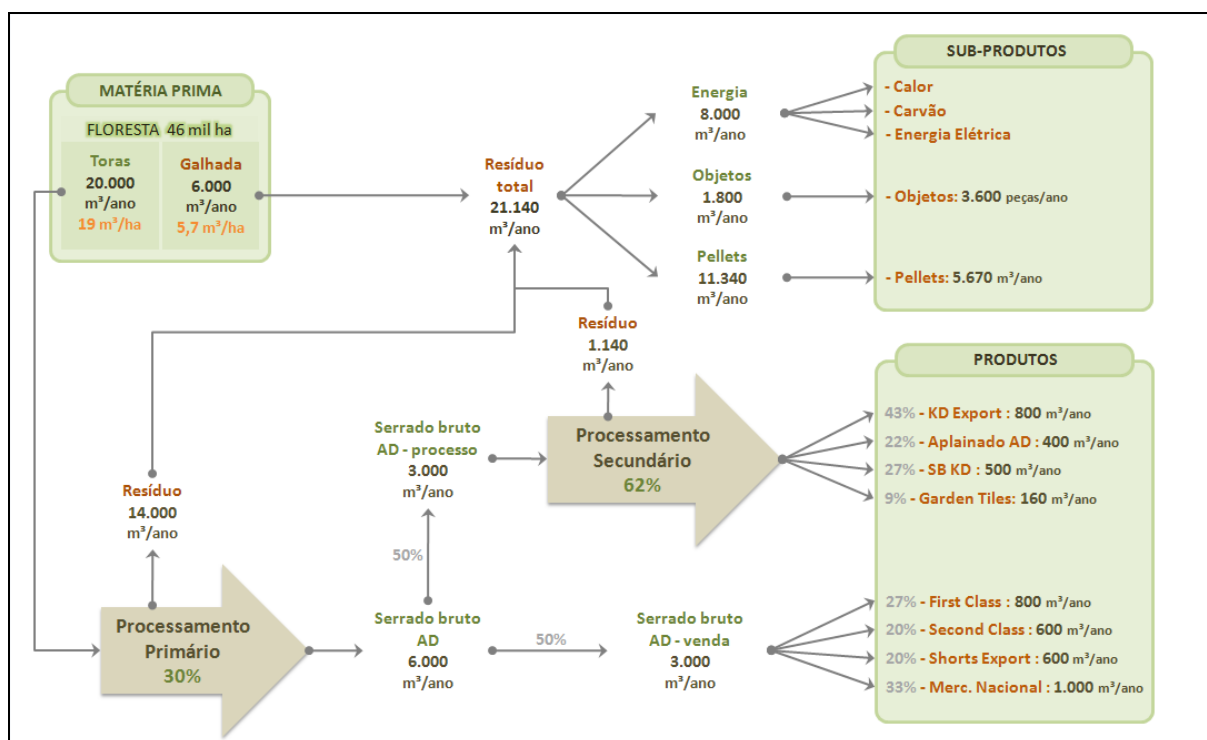 MATÉRIA PRIMA
FLORESTA 46 mil ha
Toras
20.000
m³/ano
19 m³/ha
Galhada
6.000
m³/ano
5,7 m³/ha
Resíduo
total
21.140
m³/ano
Energia
8.000
m³/ano
Objetos
1.800
m³/ano
Pellets
11.340
m³/ano
SUB-PRODUTOS
- Calor
- Carvão
- Energia Elétrica
- Objetos: 3.600 peças/ano
- Pellets: 5.670 m³/ano
Resíduo
1.140
m³/ano
Resíduo
14.000
m³/ano
Serrado bruto
AD - processo
3.000
m³/ano
Processamento
Secundário
62%
PRODUTOS
43% - KD Export : 800 m³/ano
22% - Aplainado AD : 400 m³/ano
27% - SB KD : 500 m³/ano
9% - Garden Tiles: 160 m³/ano
50%
Processamento
Primário
30%
Serrado bruto
AD
6.000
m³/ano
50%
Serrado bruto
AD - venda
3.000
m³/ano
27% - First Class : 800 m³/ano
20% - Second Class : 600 m³/ano
20% - Shorts Export : 600 m³/ano
33% - Merc. Nacional : 1.000 m³/ano